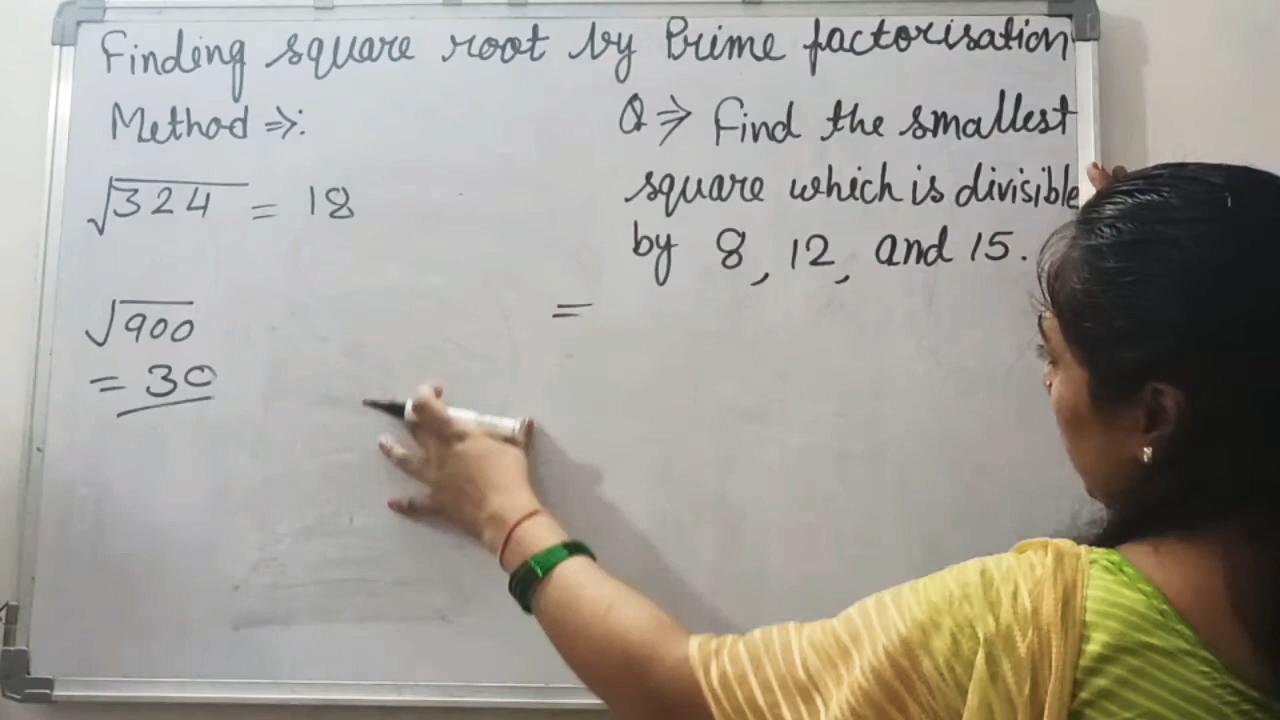 Finding square root by Prime factorisation
Method ⇒:
√324 = 18
√900
= 30
Q ⇒ Find the smallest
square which is divisible
by 8, 12, and 15.
=